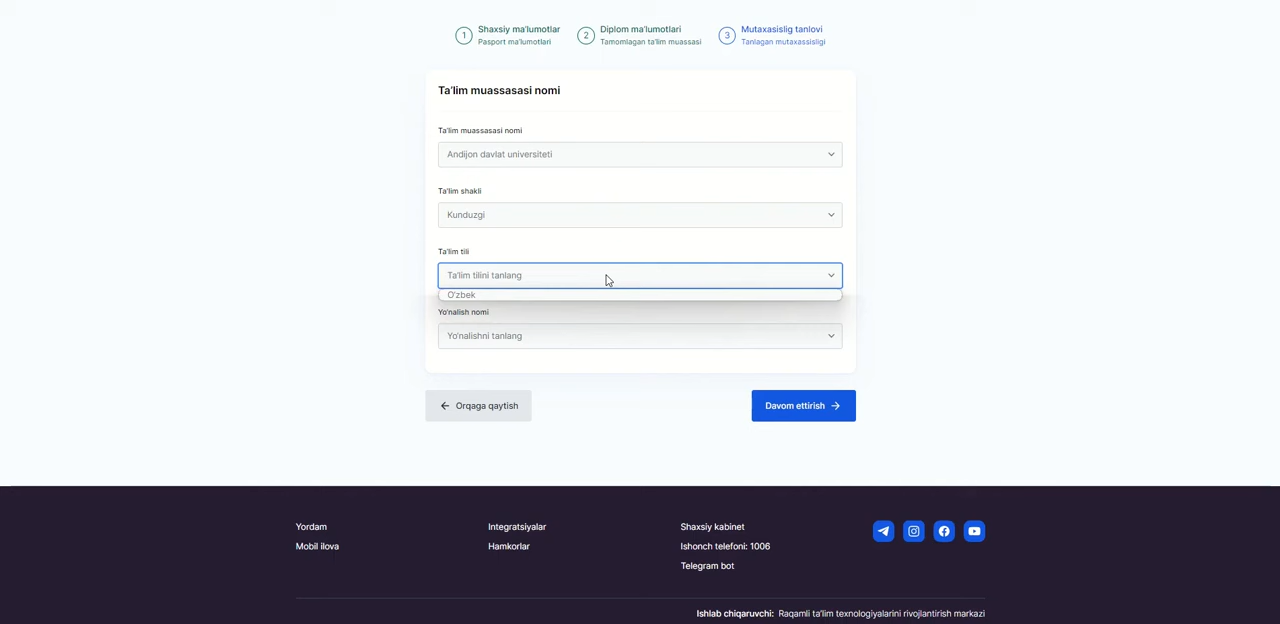 1 Shaxsiy ma'lumotlar
Pasport ma'lumotlari
2 Diplom ma'lumotlari
Tamomlagan ta'lim muassasi
3 Mutaxasislig tanlovi
Tanlagan mutaxassisligi
Ta'lim muassasasi nomi
Ta'lim muassasasi nomi
Andijon davlat universiteti
Ta'lim shakli
Kunduzgi
Ta'lim tili
Ta'lim tilini tanlang
O'zbek
Yo'nalish nomi
Yo'nalishni tanlang
Orqaga qaytish
Davom ettirish
Yordam
Mobil ilova
Integratsiyalar
Hamkorlar
Shaxsiy kabinet
Ishonch telefoni: 1006
Telegram bot
Ishlab chiqaruvchi: Raqamli ta'lim texnologiyalarini rivojlantirish markazi